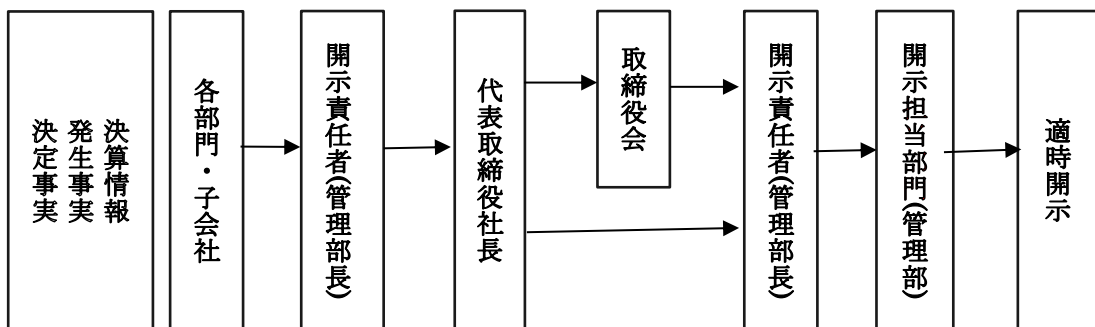 決算情報
発生事実
決定事実
各部門・子会社
開示責任者(管理部長)
代表取締役社長
取締役会
開示責任者(管理部長)
開示担当部門(管理部)
適時開示